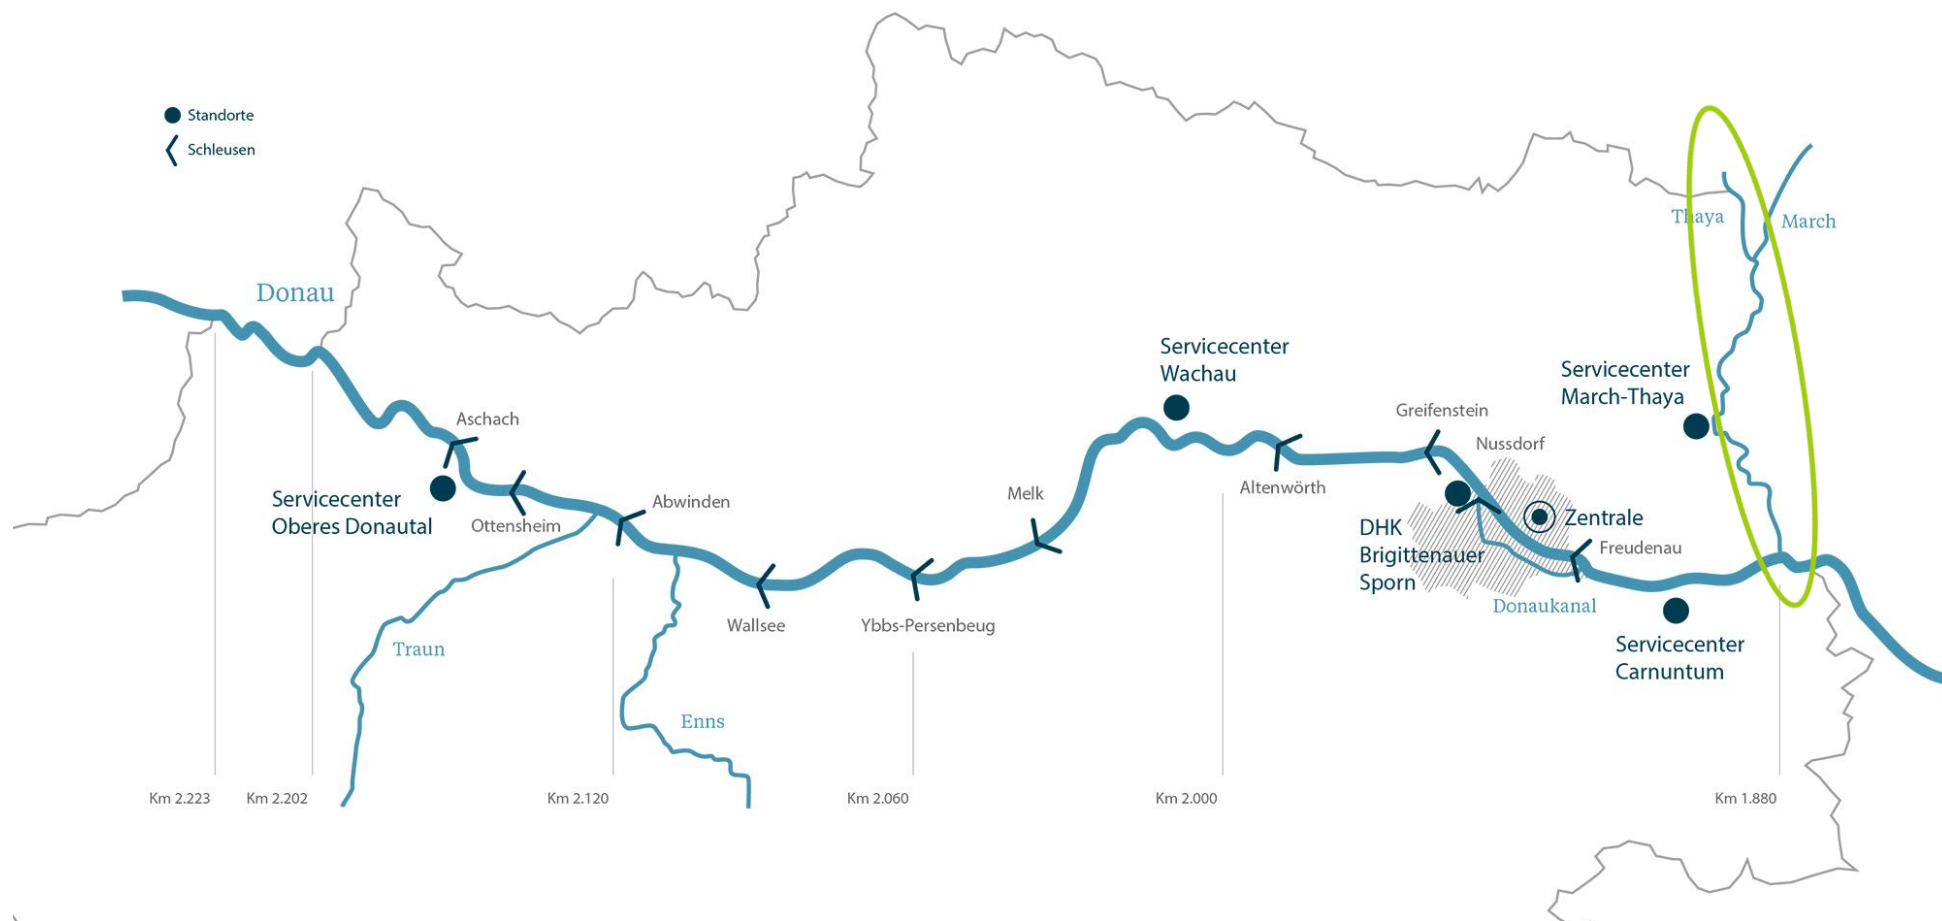 Standorte
Schleusen
Donau
Thaya
March
Servicecenter
Wachau
Servicecenter
March-Thaya
Aschach
Greifenstein
Nussdorf
Servicecenter
Oberes Donautal
Ottensheim
Abwinden
Melk
Altenwörth
DHK
Brigittenauer
Sporn
Zentrale
Freudenau
Donaukanal
Wallsee
Ybbs-Persenbeug
Servicecenter
Carnuntum
Traun
Enns
Km 2.223
Km 2.202
Km 2.120
Km 2.060
Km 2.000
Km 1.880